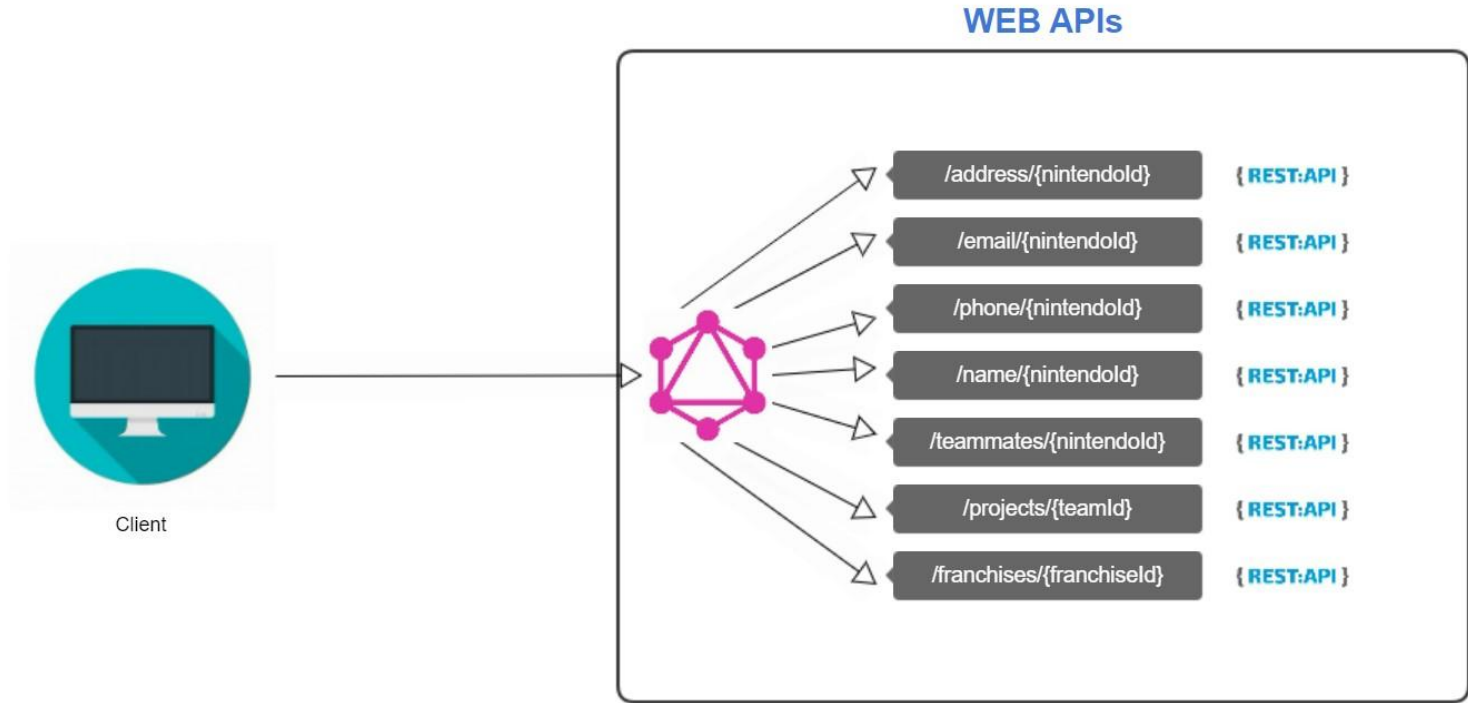 WEB APIs
/address/{nintendoId} { REST:API }
/email/{nintendoId} { REST:API }
/phone/{nintendoId} { REST:API }
/name/{nintendoId} { REST:API }
/teammates/{nintendoId} { REST:API }
/projects/{teamId} { REST:API }
/franchises/{franchiseId} { REST:API }
Client